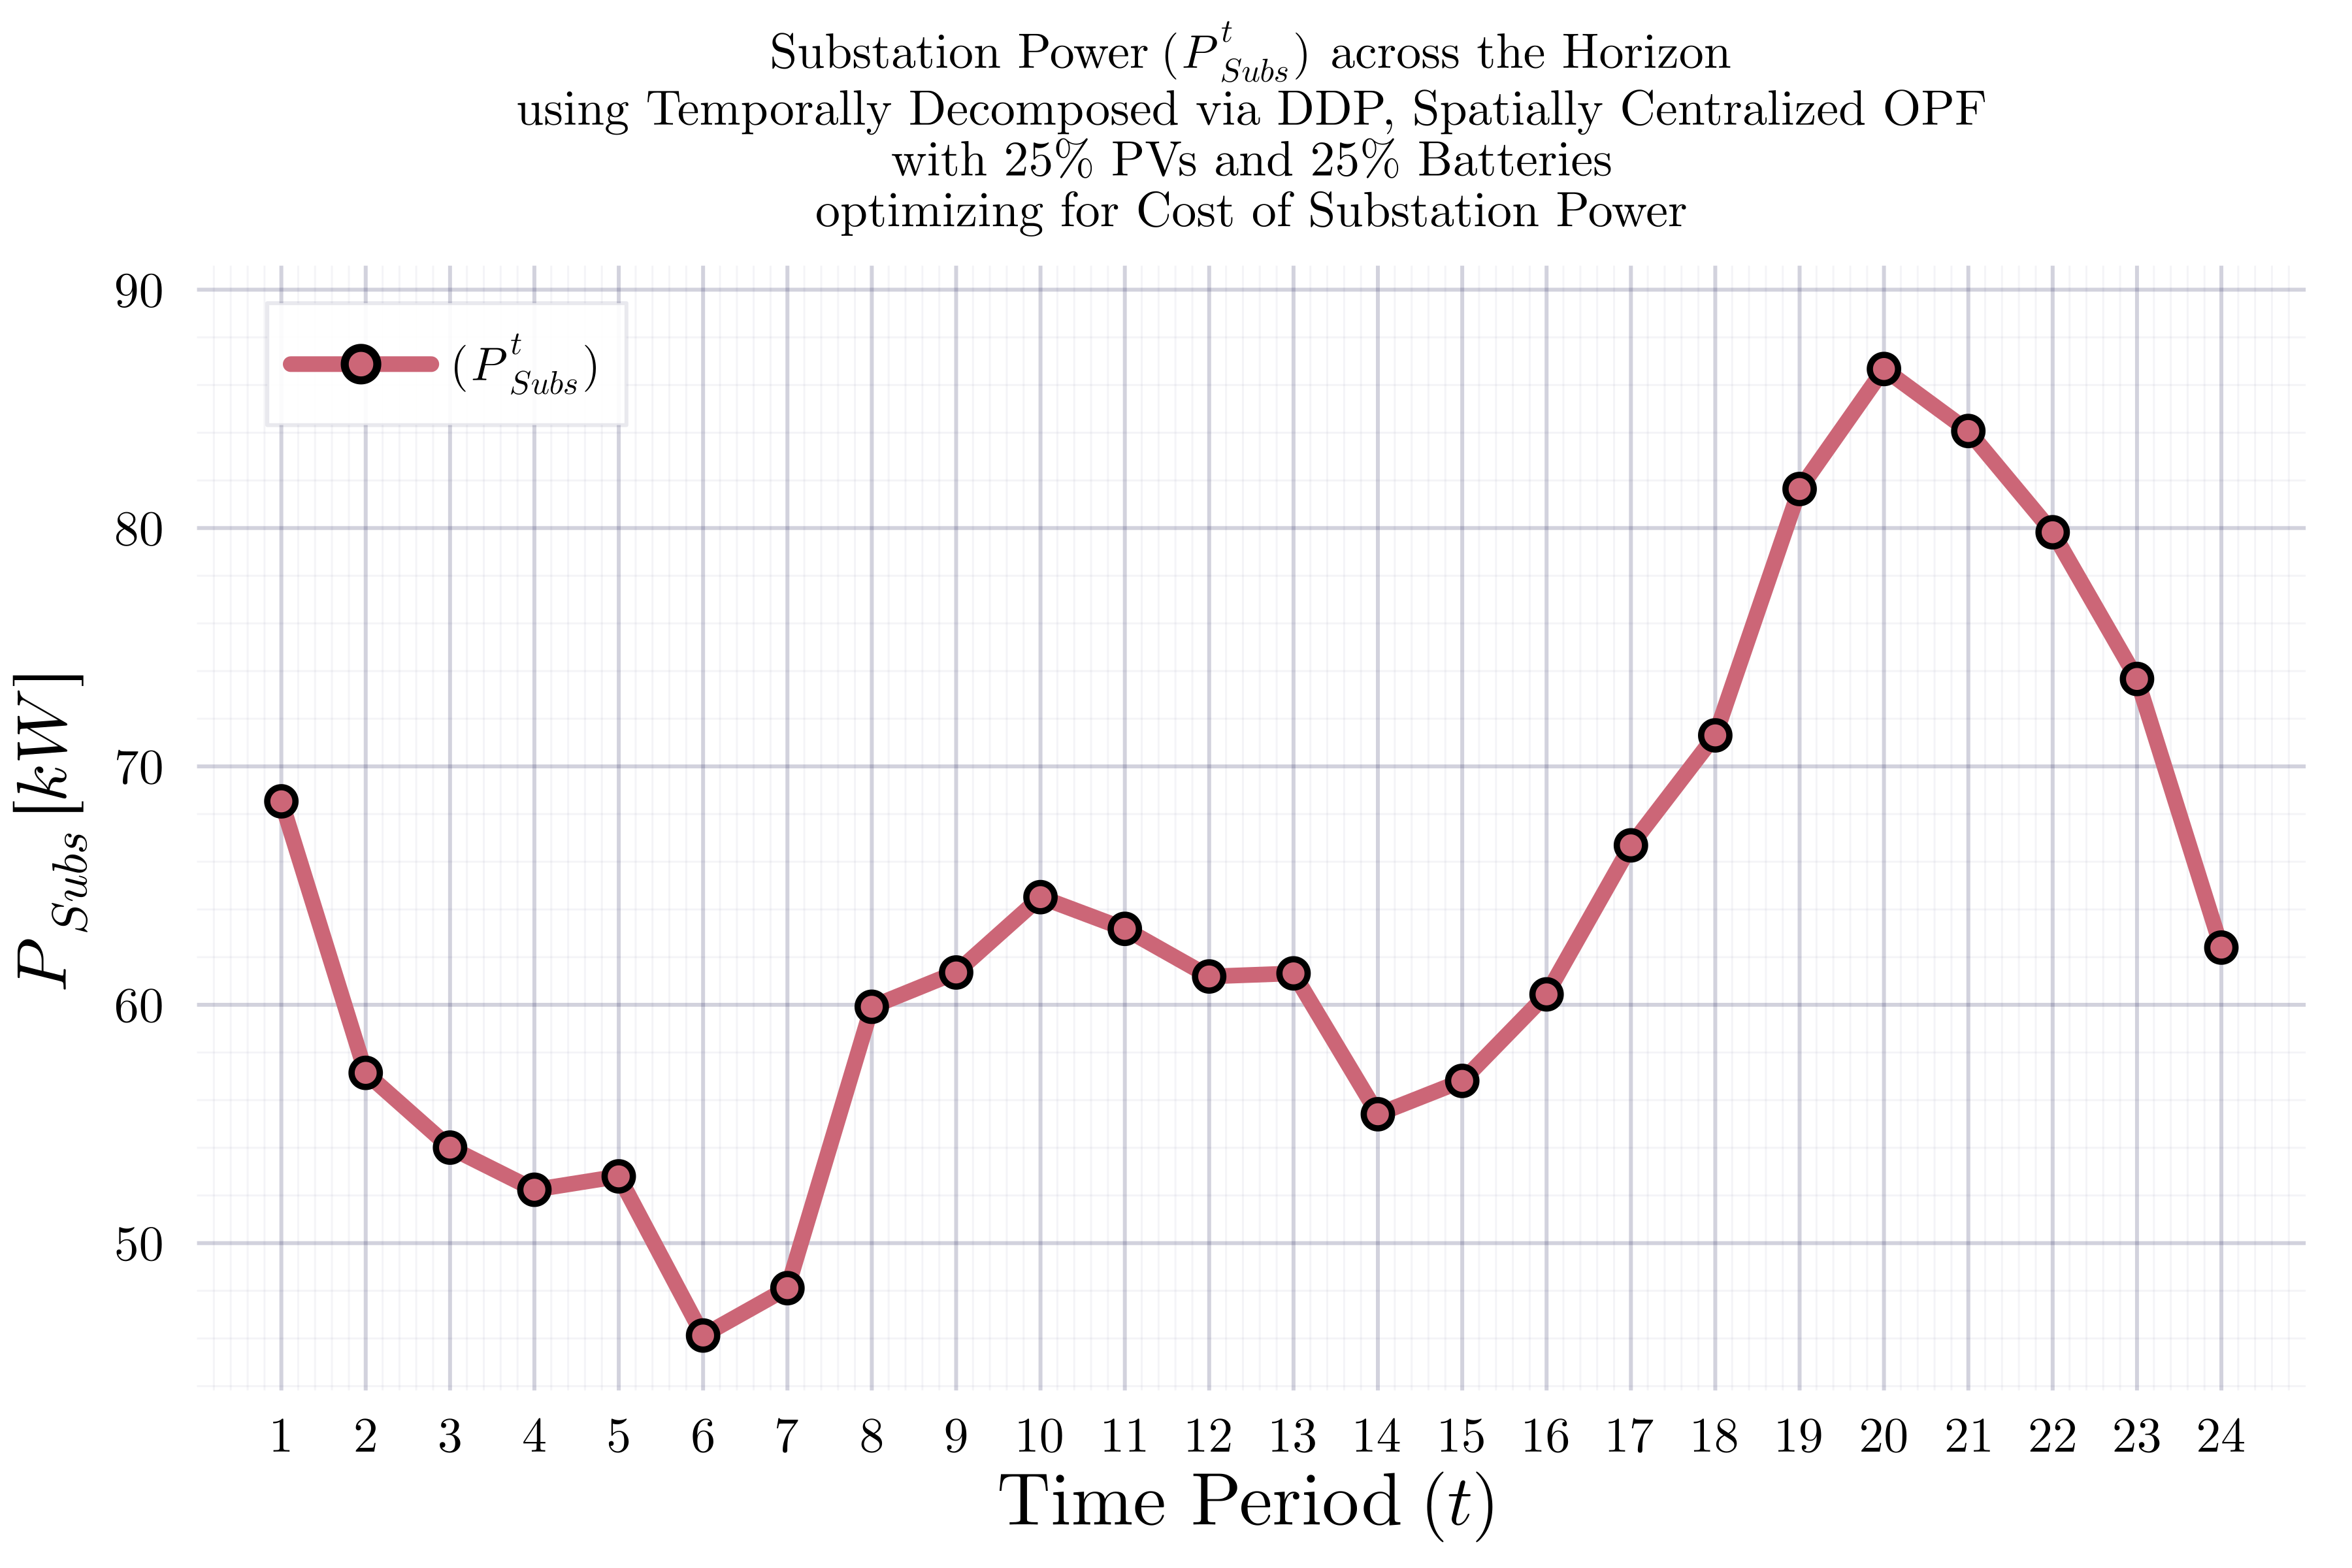 Substation Power (P^t_Subs) across the Horizon
using Temporally Decomposed via DDP, Spatially Centralized OPF
with 25% PVs and 25% Batteries
optimizing for Cost of Substation Power
(P^t_Subs)
90
80
70
60
50
P_Subs [kW]
1 2 3 4 5 6 7 8 9 10 11 12 13 14 15 16 17 18 19 20 21 22 23 24
Time Period (t)